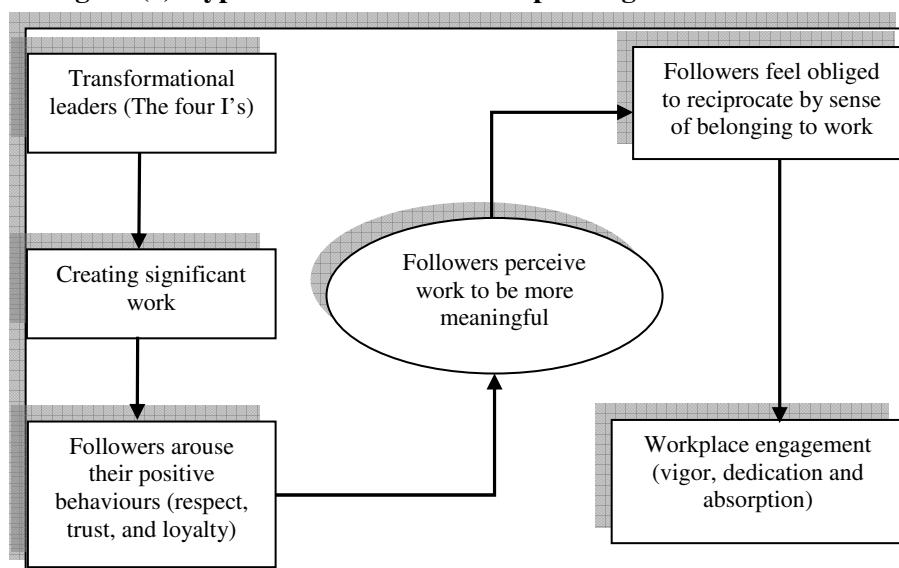 Transformational
leaders (The four I's)
Creating significant
work
Followers arouse
their positive
behaviours (respect,
trust, and loyalty)
Followers perceive
work to be more
meaningful
Followers feel obliged
to reciprocate by sense
of belonging to work
Workplace engagement
(vigor, dedication and
absorption)